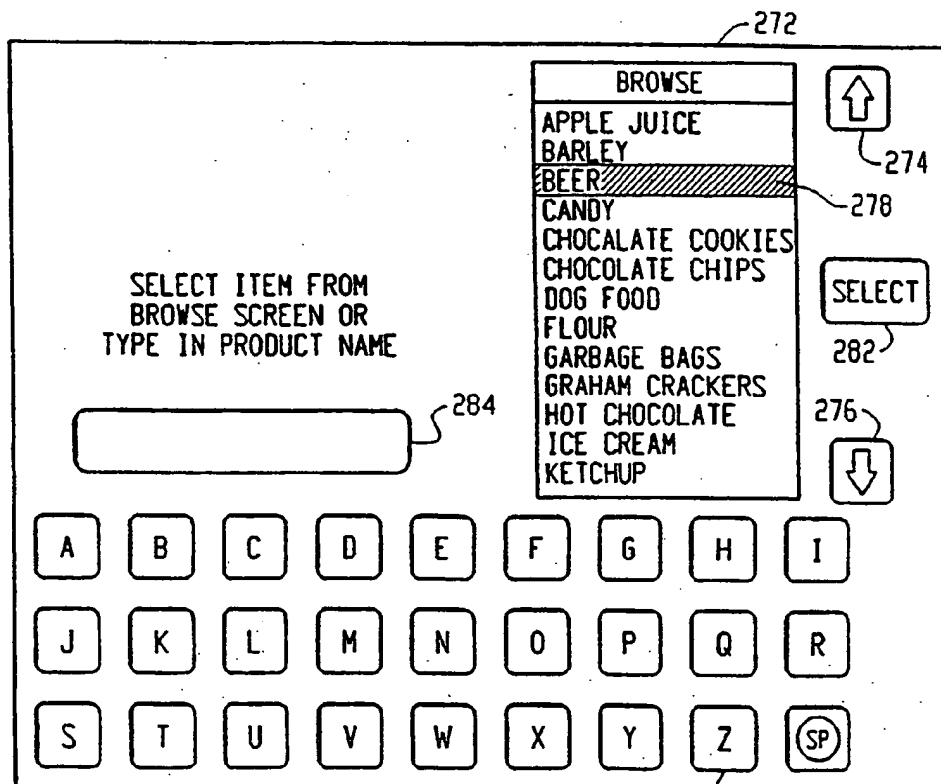 272
BROWSE
APPLE JUICE
BARLEY
BEER
CANDY
CHOCALATE COOKIES
CHOCOLATE CHIPS
DOG FOOD
FLOUR
GARBAGE BAGS
GRAHAM CRACKERS
HOT CHOCOLATE
ICE CREAM
KETCHUP
274
278
SELECT
282
276
SELECT ITEM FROM
BROWSE SCREEN OR
TYPE IN PRODUCT NAME
284
A B C D E F G H I
J K L M N O P Q R
S T U V W X Y Z SP